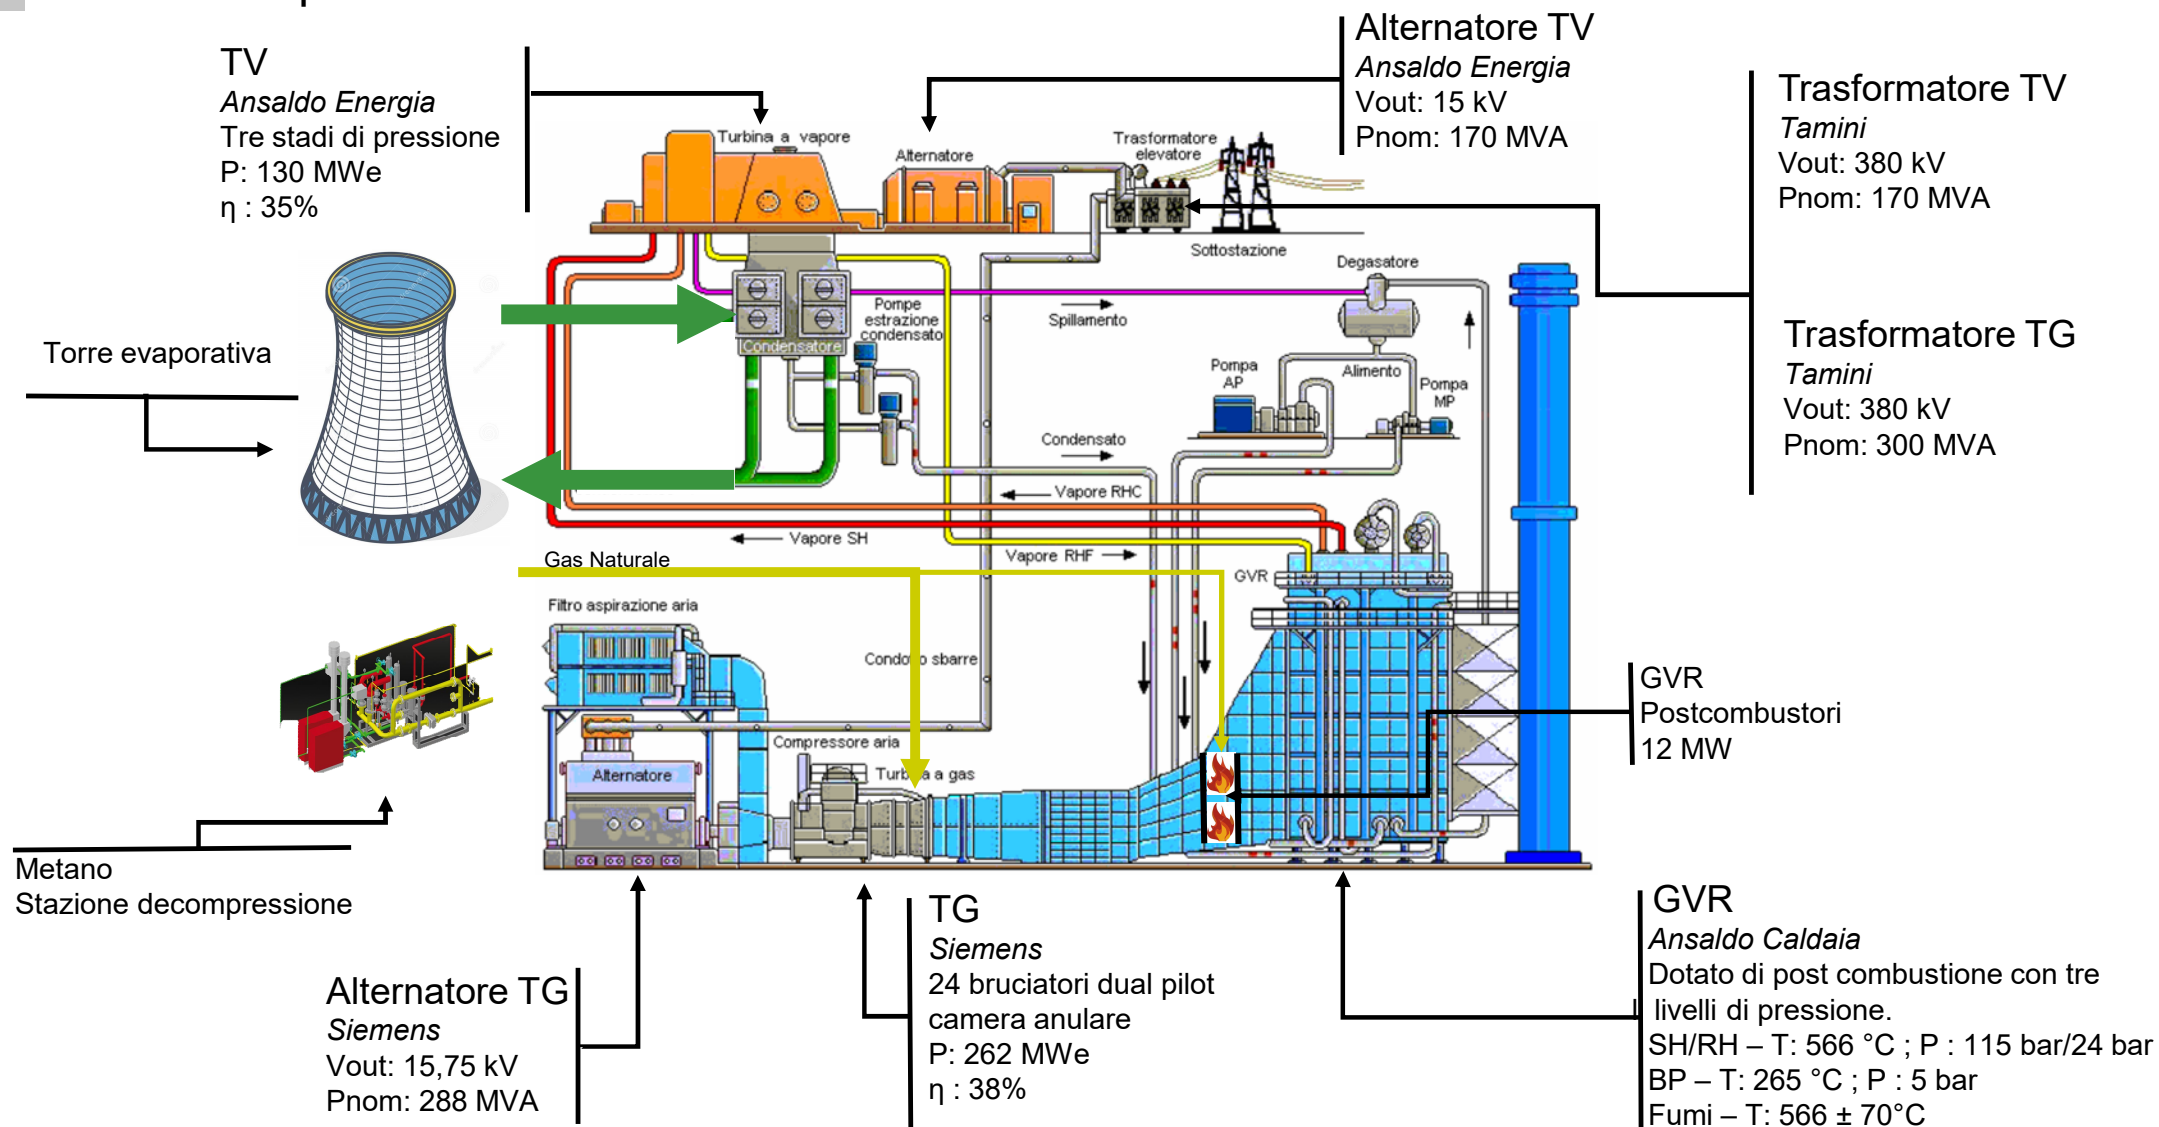 TV
Ansaldo Energia
Tre stadi di pressione
P: 130 MWe
η : 35%
Alternatore TV
Ansaldo Energia
Vout: 15 kV
Pnom: 170 MVA
Trasformatore TV
Tamini
Vout: 380 kV
Pnom: 170 MVA
Trasformatore TG
Tamini
Vout: 380 kV
Pnom: 300 MVA
Turbina a vapore
Alternatore
Trasformatore
elevatore
Sottostazione
Degasatore
Pompe
estrazione
condensato
Condensatore
Spillamento
Torre evaporativa
Pompa
AP
Alimento
Pompa
MP
Condensato
Vapore RHC
Vapore SH
Vapore RHF
Gas Naturale
GVR
Filtro aspirazione aria
Condotto sbarre
Compressore aria
Turbina a gas
Alternatore
GVR
Postcombustori
12 MW
Metano
Stazione decompressione
Alternatore TG
Siemens
Vout: 15,75 kV
Pnom: 288 MVA
TG
Siemens
24 bruciatori dual pilot
camera anulare
P: 262 MWe
η : 38%
GVR
Ansaldo Caldaia
Dotato di post combustione con tre
livelli di pressione.
SH/RH – T: 566 °C ; P : 115 bar/24 bar
BP – T: 265 °C ; P : 5 bar
Fumi – T: 566 ± 70°C